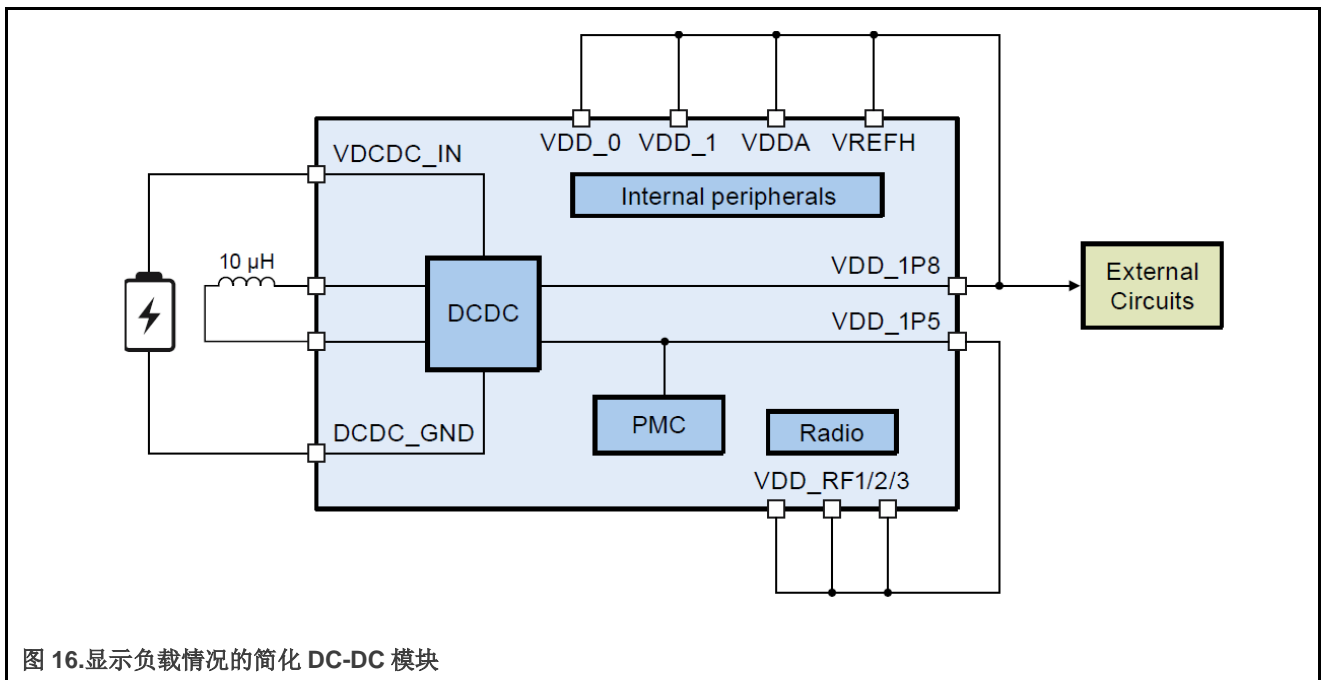 VDD_0 VDD_1 VDDA VREFH
VDCDC_IN
Internal peripherals
10 µH
VDD_1P8
External
Circuits
DCDC
VDD_1P5
PMC
Radio
DCDC_GND
VDD_RF1/2/3
图 16.显示负载情况的简化 DC-DC 模块